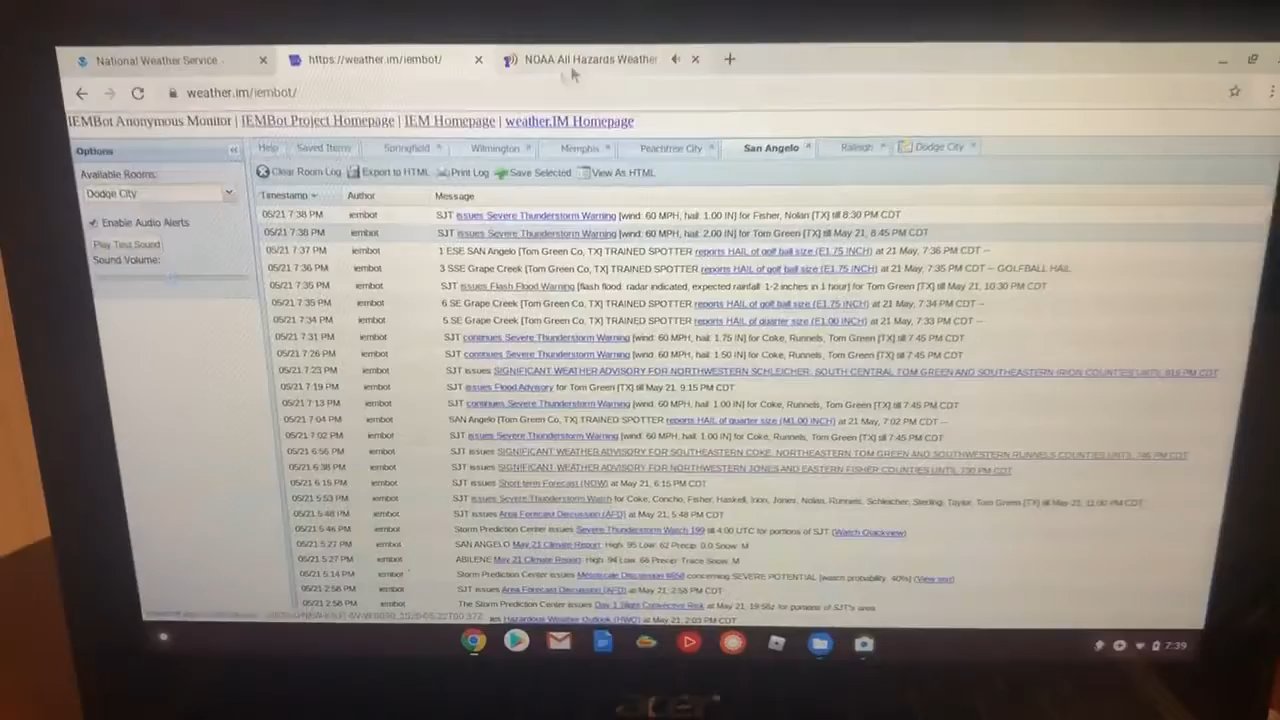 National Weather Service
https://weather.im/iembot/
NOAA All Hazards Weather
weather.im/iembot/
IEMBot Anonymous Monitor | IEMBot Project Homepage | IEM Homepage | weather.IM Homepage
Options
Help Saved Items Springfield Wilmington Memphis Peachtree City San Angelo Raleigh Dodge City
Available Rooms:
Clear Room Log Export to HTML Print Log Save Selected View As HTML
Dodge City
Timestamp Author Message
Enable Audio Alerts
Play Test Sound
Sound Volume:
05/21 7:38 PM iembot SJT issues Severe Thunderstorm Warning [wind: 60 MPH, hail: 1.00 IN] for Fisher, Nolan [TX] till 8:30 PM CDT
05/21 7:38 PM iembot SJT issues Severe Thunderstorm Warning [wind: 60 MPH, hail: 2.00 IN] for Tom Green [TX] till May 21, 8:45 PM CDT
05/21 7:37 PM iembot 1 ESE SAN Angelo [Tom Green Co, TX] TRAINED SPOTTER reports HAIL of golf ball size (E1.75 INCH) at 21 May, 7:36 PM CDT --
05/21 7:36 PM iembot 3 SSE Grape Creek [Tom Green Co, TX] TRAINED SPOTTER reports HAIL of golf ball size (E1.75 INCH) at 21 May, 7:35 PM CDT -- GOLFBALL HAIL
05/21 7:36 PM iembot SJT issues Flash Flood Warning [flash flood: radar indicated, expected rainfall: 1-2 inches in 1 hour] for Tom Green [TX] till May 21, 10:30 PM CDT
05/21 7:35 PM iembot 6 SE Grape Creek [Tom Green Co, TX] TRAINED SPOTTER reports HAIL of golf ball size (E1.75 INCH) at 21 May, 7:34 PM CDT --
05/21 7:34 PM iembot 5 SE Grape Creek [Tom Green Co, TX] TRAINED SPOTTER reports HAIL of quarter size (E1.00 INCH) at 21 May, 7:33 PM CDT --
05/21 7:31 PM iembot SJT continues Severe Thunderstorm Warning [wind: 60 MPH, hail: 1.75 IN] for Coke, Runnels, Tom Green [TX] till 7:45 PM CDT
05/21 7:26 PM iembot SJT continues Severe Thunderstorm Warning [wind: 60 MPH, hail: 1.50 IN] for Coke, Runnels, Tom Green [TX] till 7:45 PM CDT
05/21 7:23 PM iembot SJT issues SIGNIFICANT WEATHER ADVISORY FOR NORTHWESTERN SCHLEICHER, SOUTH CENTRAL TOM GREEN AND SOUTHEASTERN IRION COUNTIES UNTIL 815 PM CDT
05/21 7:19 PM iembot SJT issues Flood Advisory for Tom Green [TX] till May 21, 9:15 PM CDT
05/21 7:13 PM iembot SJT continues Severe Thunderstorm Warning [wind: 60 MPH, hail: 1.00 IN] for Coke, Runnels, Tom Green [TX] till 7:45 PM CDT
05/21 7:04 PM iembot SAN Angelo [Tom Green Co, TX] TRAINED SPOTTER reports HAIL of quarter size (M1.00 INCH) at 21 May, 7:02 PM CDT --
05/21 7:02 PM iembot SJT issues Severe Thunderstorm Warning [wind: 60 MPH, hail: 1.00 IN] for Coke, Runnels, Tom Green [TX] till 7:45 PM CDT
05/21 6:56 PM iembot SJT issues SIGNIFICANT WEATHER ADVISORY FOR SOUTHEASTERN COKE, NORTHEASTERN TOM GREEN AND SOUTHWESTERN RUNNELS COUNTIES UNTIL 745 PM CDT
05/21 6:38 PM iembot SJT issues SIGNIFICANT WEATHER ADVISORY FOR NORTHWESTERN JONES AND EASTERN FISHER COUNTIES UNTIL 730 PM CDT
05/21 6:15 PM iembot SJT issues Short-term Forecast (NOW) at May 21, 6:15 PM CDT
05/21 5:53 PM iembot SJT issues Severe Thunderstorm Watch for Coke, Concho, Fisher, Haskell, Irion, Jones, Nolan, Runnels, Schleicher, Sterling, Taylor, Tom Green [TX] till May 21, 11:00 PM CDT
05/21 5:48 PM iembot SJT issues Area Forecast Discussion (AFD) at May 21, 5:48 PM CDT
05/21 5:46 PM iembot Storm Prediction Center issues Severe Thunderstorm Watch 199 till 4:00 UTC for portions of SJT (Watch Quickview)
05/21 5:27 PM iembot SAN ANGELO May 21 Climate Report: High: 95 Low: 62 Precip: 0.0 Snow: M
05/21 5:27 PM iembot ABILENE May 21 Climate Report: High: 94 Low: 66 Precip: Trace Snow: M
05/21 5:14 PM iembot Storm Prediction Center issues Mesoscale Discussion concerning SEVERE POTENTIAL [watch probability: 40%] (View text)
05/21 2:58 PM iembot SJT issues Area Forecast Discussion (AFD) at May 21, 2:58 PM CDT
05/21 2:58 PM iembot The Storm Prediction Center issues Day 1 Slight Convective Risk at May 21, 19:56z for portions of SJT's area
Hazardous Weather Outlook (HWO) at May 21, 2:03 PM CDT
7:39
acer